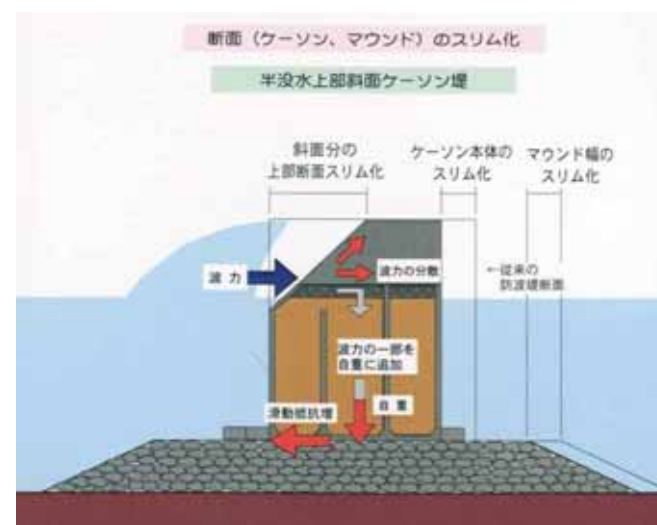 断面（ケーソン、マウンド）のスリム化
半没水上部斜面ケーソン堤
斜面分の
上部断面スリム化
ケーソン本体の
スリム化
マウンド幅の
スリム化
波力
波力の分散
←従来の
防波堤断面
波力の一部を
自重に追加
滑動抵抗増
自重